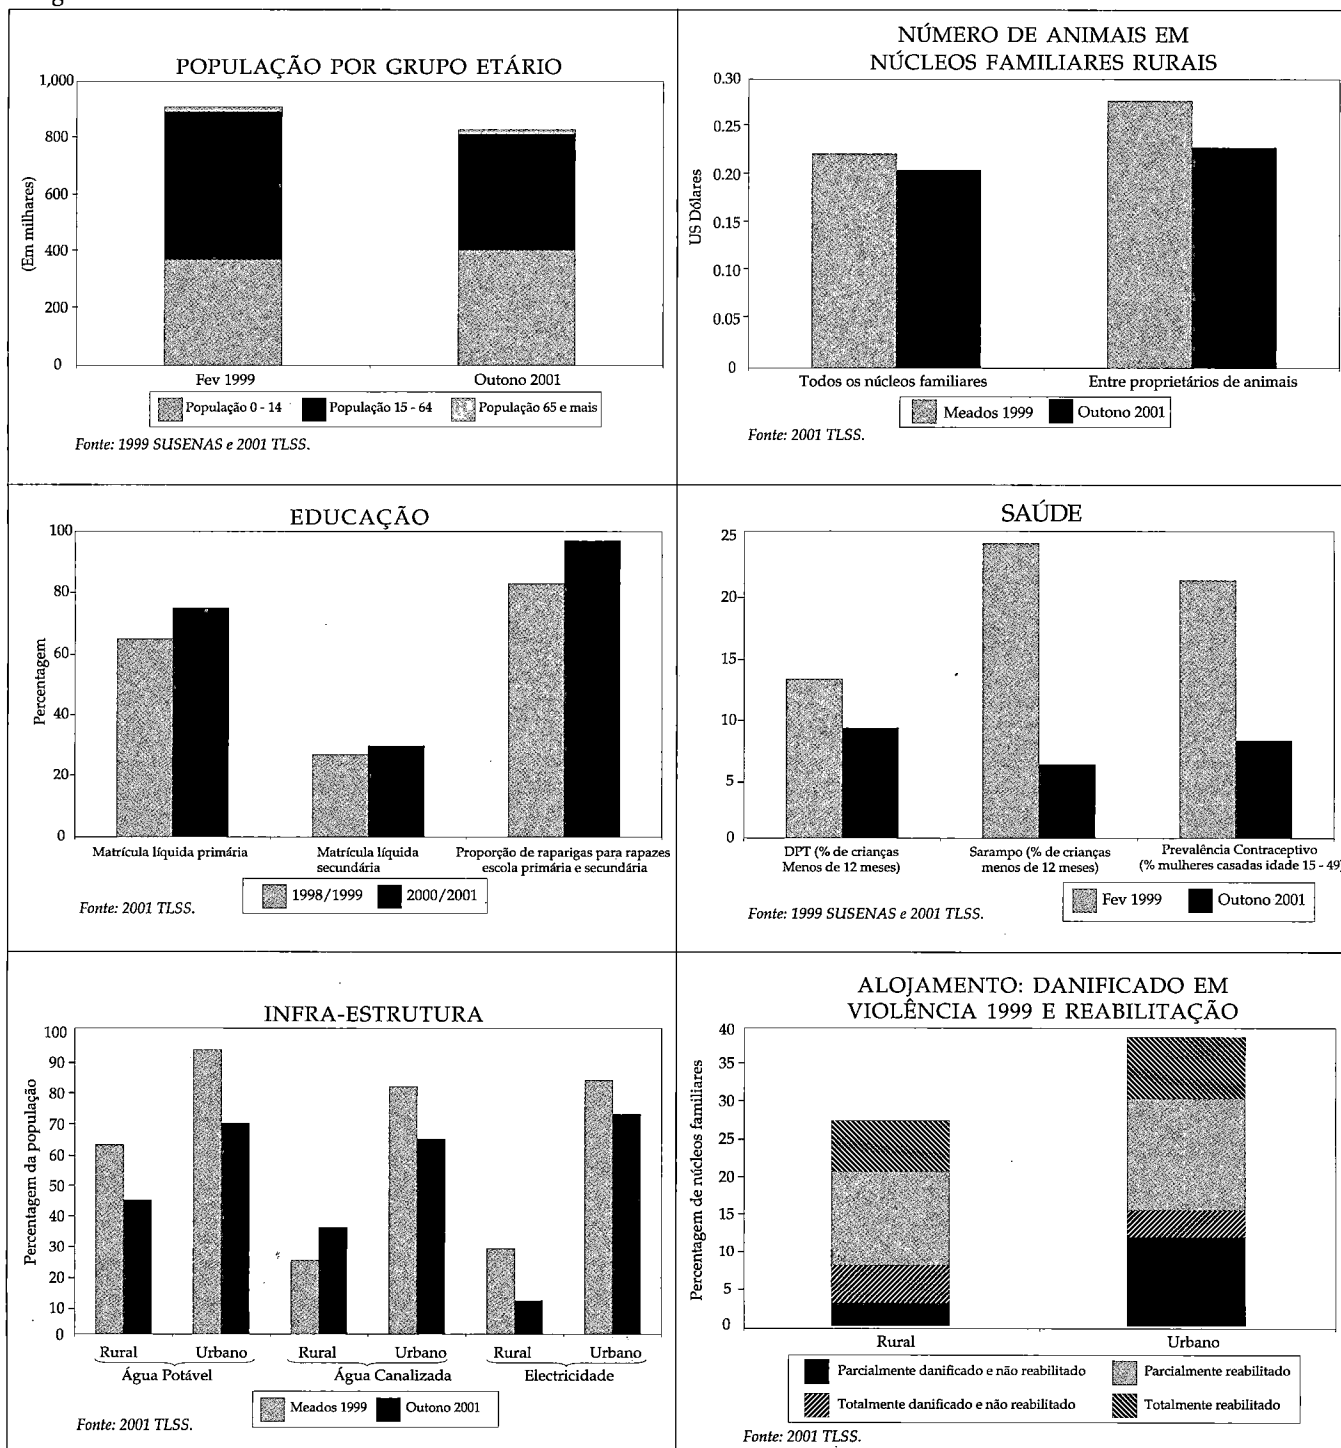 POPULAÇÃO POR GRUPO ETÁRIO
(Em milhares)
1,000
800
600
400
200
0
Fev 1999
Outono 2001
População 0 - 14
População 15 - 64
População 65 e mais
Fonte: 1999 SUSENAS e 2001 TLSS.
NÚMERO DE ANIMAIS EM
NÚCLEOS FAMILIARES RURAIS
US Dólares
0.30
0.25
0.20
0.15
0.10
0.05
0
Todos os núcleos familiares
Entre proprietários de animais
Meados 1999
Outono 2001
Fonte: 2001 TLSS.
EDUCAÇÃO
Percentagem
100
80
60
40
20
0
Matrícula líquida primária
Matrícula líquida
secundária
Proporção de raparigas para rapazes
escola primária e secundária
1998/1999
2000/2001
Fonte: 2001 TLSS.
SAÚDE
25
20
15
10
5
0
DPT (% de crianças
Menos de 12 meses)
Sarampo (% de crianças
menos de 12 meses)
Prevalência Contraceptivo
(% mulheres casadas idade 15 - 49)
Fev 1999
Outono 2001
Fonte: 1999 SUSENAS e 2001 TLSS.
INFRA-ESTRUTURA
Percentagem da população
100
90
80
70
60
50
40
30
20
10
0
Rural
Urbano
Rural
Urbano
Rural
Urbano
Água Potável
Água Canalizada
Electricidade
Meados 1999
Outono 2001
Fonte: 2001 TLSS.
ALOJAMENTO: DANIFICADO EM
VIOLÊNCIA 1999 E REABILITAÇÃO
Percentagem de núcleos familiares
40
35
30
25
20
15
10
5
0
Rural
Urbano
Parcialmente danificado e não reabilitado
Parcialmente reabilitado
Totalmente danificado e não reabilitado
Totalmente reabilitado
Fonte: 2001 TLSS.